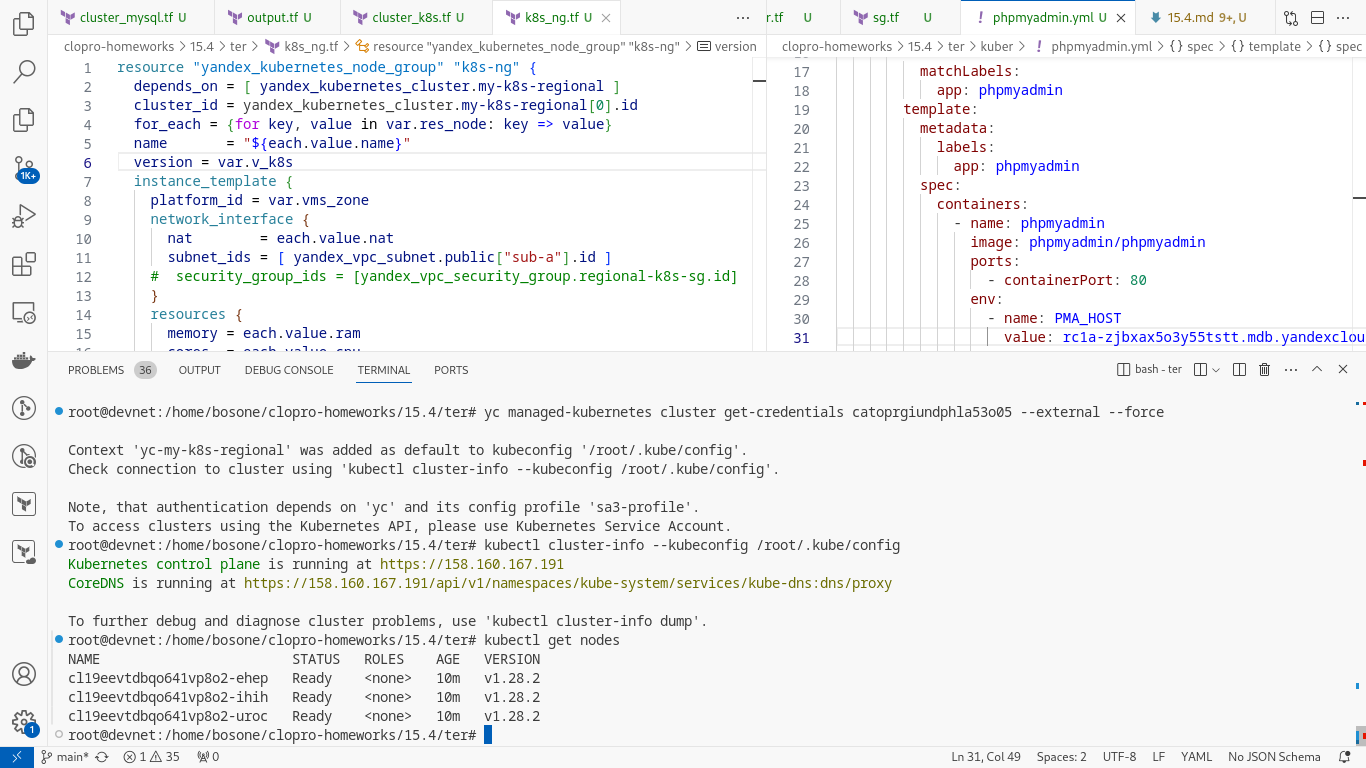 cluster_mysql.tf U
output.tf U
cluster_k8s.tf U
k8s_ng.tf U
r.tf U
sg.tf U
phpmyadmin.yml U
15.4.md 9+, U
clopro-homeworks > 15.4 > ter > k8s_ng.tf > resource "yandex_kubernetes_node_group" "k8s-ng" > version
clopro-homeworks > 15.4 > ter > kuber > ! phpmyadmin.yml > {} spec > {} template > {} spec
1 resource "yandex_kubernetes_node_group" "k8s-ng" {
2 depends_on = [ yandex_kubernetes_cluster.my-k8s-regional ]
3 cluster_id = yandex_kubernetes_cluster.my-k8s-regional[0].id
4 for_each = {for key, value in var.res_node: key => value}
5 name       = "${each.value.name}"
6 version = var.v_k8s
7 instance_template {
8 platform_id = var.vms_zone
9 network_interface {
10 nat        = each.value.nat
11 subnet_ids = [ yandex_vpc_subnet.public["sub-a"].id ]
12 #  security_group_ids = [yandex_vpc_security_group.regional-k8s-sg.id]
13 }
14 resources {
15 memory = each.value.ram
17 matchLabels:
18 app: phpmyadmin
19 template:
20 metadata:
21 labels:
22 app: phpmyadmin
23 spec:
24 containers:
25 - name: phpmyadmin
26 image: phpmyadmin/phpmyadmin
27 ports:
28 - containerPort: 80
29 env:
30 - name: PMA_HOST
31 value: rc1a-zjbxax5o3y55tstt.mdb.yandexclou
PROBLEMS 36 OUTPUT DEBUG CONSOLE TERMINAL PORTS
bash - ter
root@devnet:/home/bosone/clopro-homeworks/15.4/ter# yc managed-kubernetes cluster get-credentials catoprgiundphla53o05 --external --force
Context 'yc-my-k8s-regional' was added as default to kubeconfig '/root/.kube/config'.
Check connection to cluster using 'kubectl cluster-info --kubeconfig /root/.kube/config'.
Note, that authentication depends on 'yc' and its config profile 'sa3-profile'.
To access clusters using the Kubernetes API, please use Kubernetes Service Account.
root@devnet:/home/bosone/clopro-homeworks/15.4/ter# kubectl cluster-info --kubeconfig /root/.kube/config
Kubernetes control plane is running at https://158.160.167.191
CoreDNS is running at https://158.160.167.191/api/v1/namespaces/kube-system/services/kube-dns:dns/proxy
To further debug and diagnose cluster problems, use 'kubectl cluster-info dump'.
root@devnet:/home/bosone/clopro-homeworks/15.4/ter# kubectl get nodes
NAME                        STATUS   ROLES    AGE   VERSION
cl19eevtdbqo641vp8o2-ehep   Ready    <none>   10m   v1.28.2
cl19eevtdbqo641vp8o2-ihih   Ready    <none>   10m   v1.28.2
cl19eevtdbqo641vp8o2-uroc   Ready    <none>   10m   v1.28.2
root@devnet:/home/bosone/clopro-homeworks/15.4/ter#
1K+
1
main* 1 35 0 Ln 31, Col 49 Spaces: 2 UTF-8 LF YAML No JSON Schema